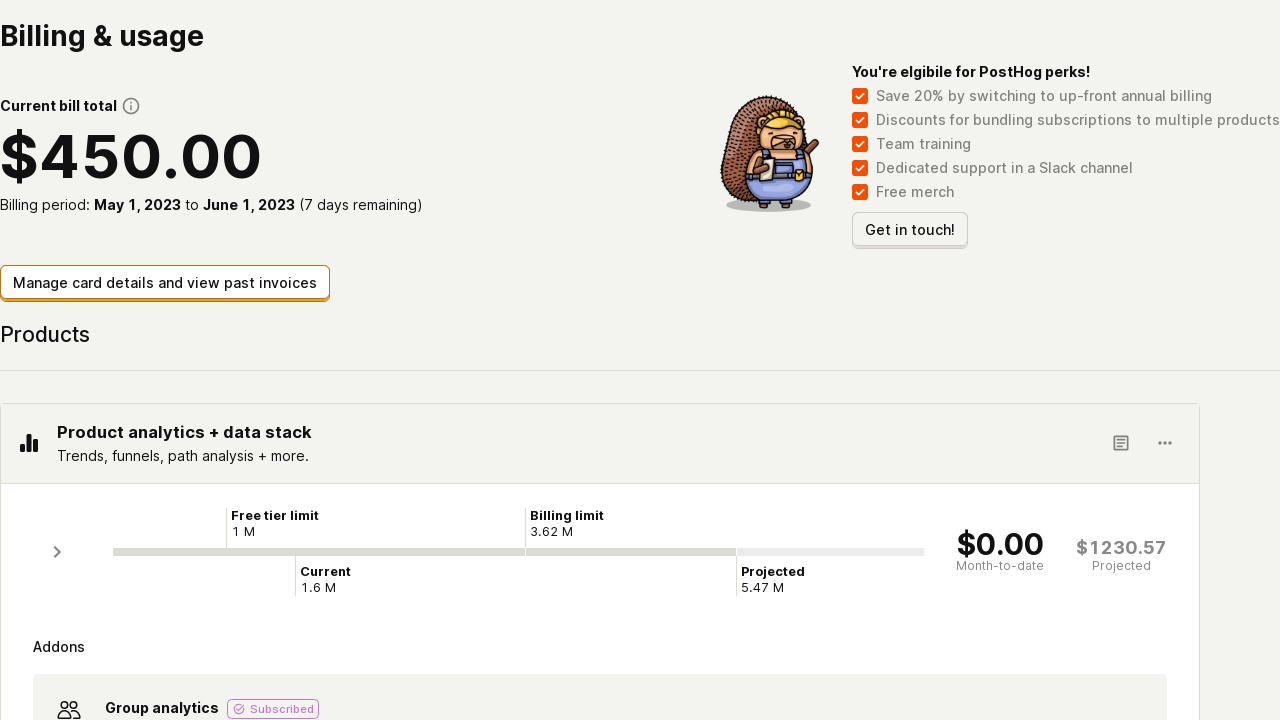 Billing & usage
Current bill total
$450.00
Billing period: May 1, 2023 to June 1, 2023 (7 days remaining)
You're elgibile for PostHog perks!
Save 20% by switching to up-front annual billing
Discounts for bundling subscriptions to multiple products
Team training
Dedicated support in a Slack channel
Free merch
Get in touch!
Manage card details and view past invoices
Products
Product analytics + data stack
Trends, funnels, path analysis + more.
Free tier limit
1 M
Billing limit
3.62 M
Current
1.6 M
Projected
5.47 M
$0.00
Month-to-date
$1230.57
Projected
Addons
Group analytics
Subscribed